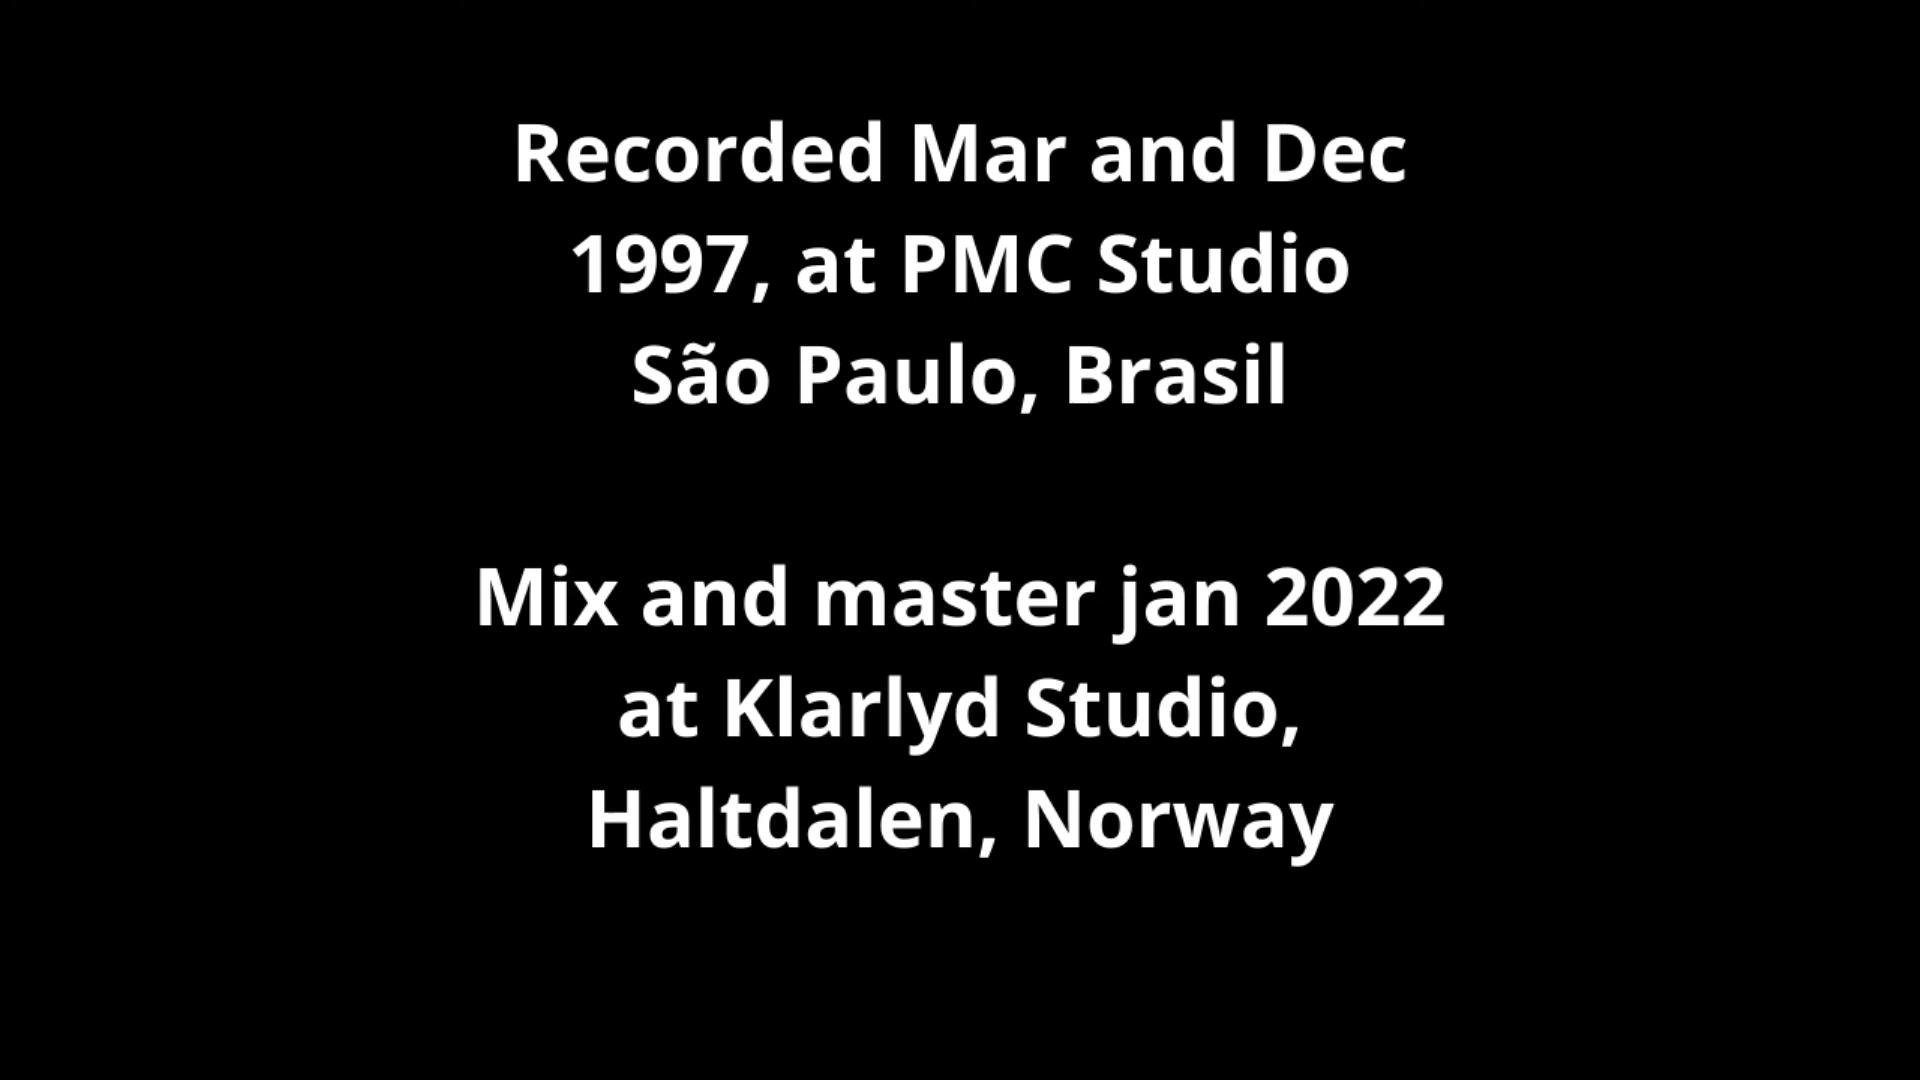 Recorded Mar and Dec
1997, at PMC Studio
São Paulo, Brasil
Mix and master jan 2022
at Klarlyd Studio,
Haltdalen, Norway